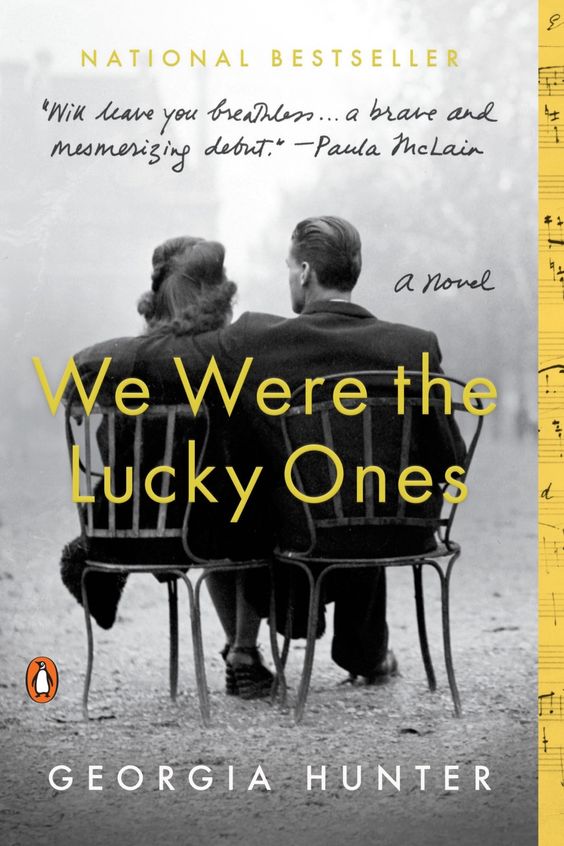 NATIONAL BESTSELLER
"Will leave you breathless... a brave and
mesmerizing debut." —Paula McLain
a novel
We Were the
Lucky Ones
GEORGIA HUNTER